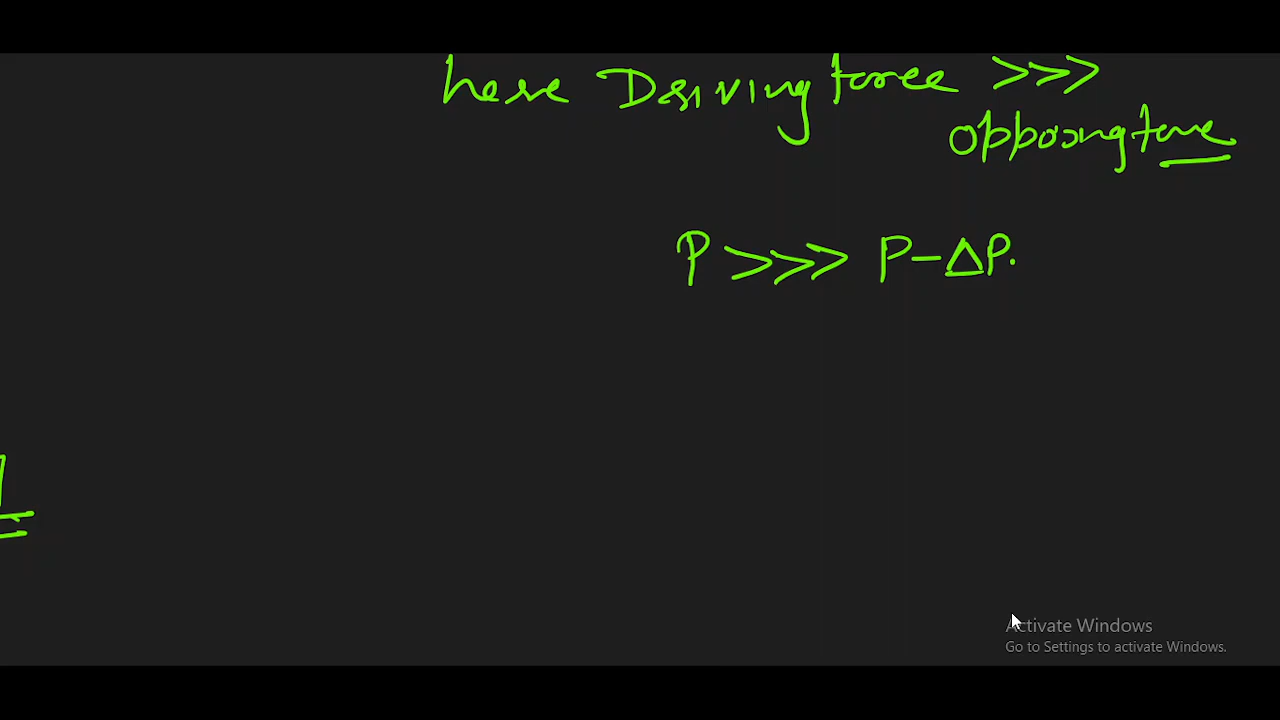 here Driving force >>>
opposing force
P >>> P - ΔP.
Activate Windows
Go to Settings to activate Windows.